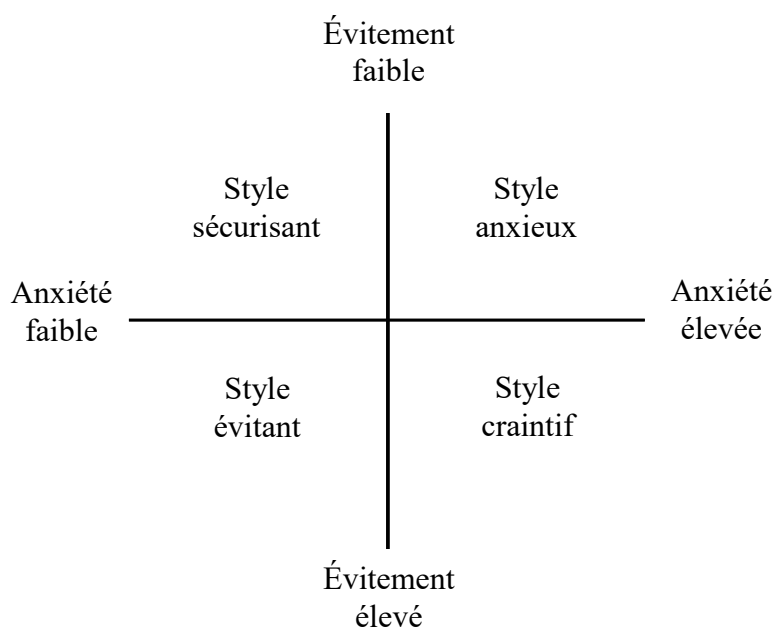 Évitement
faible
Style
sécurisant
Style
anxieux
Anxiété
faible
Anxiété
élevée
Style
évitant
Style
craintif
Évitement
élevé